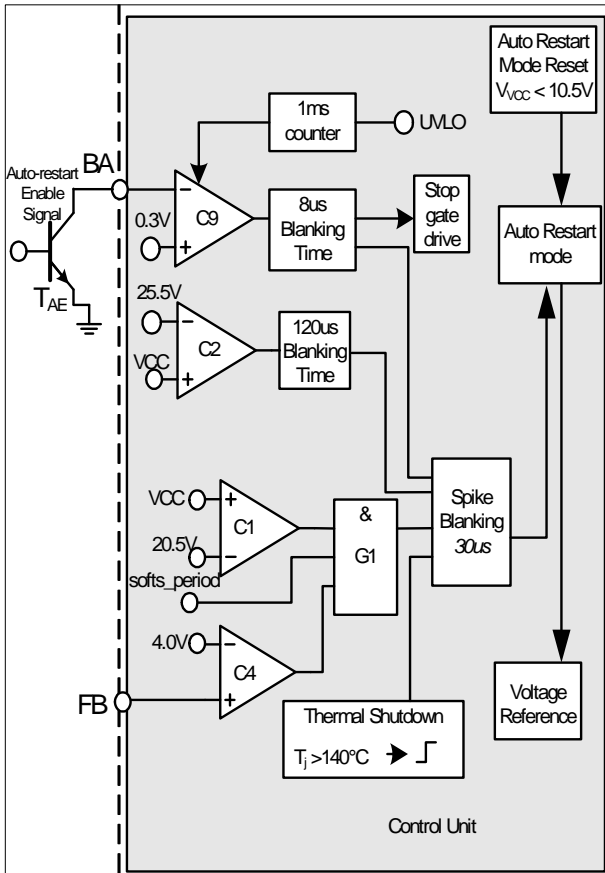 Auto Restart
Mode Reset
VVCC < 10.5V
1ms
counter
UVLO
BA
Auto-restart
Enable
Signal
TAE
0.3V
−
+
C9
8us
Blanking
Time
Stop
gate
drive
Auto Restart
mode
25.5V
VCC
−
+
C2
120us
Blanking
Time
VCC
20.5V
+
−
C1
softs_period
&
G1
Spike
Blanking
30us
4.0V
−
+
C4
FB
Thermal Shutdown
Tj >140°C
Voltage
Reference
Control Unit